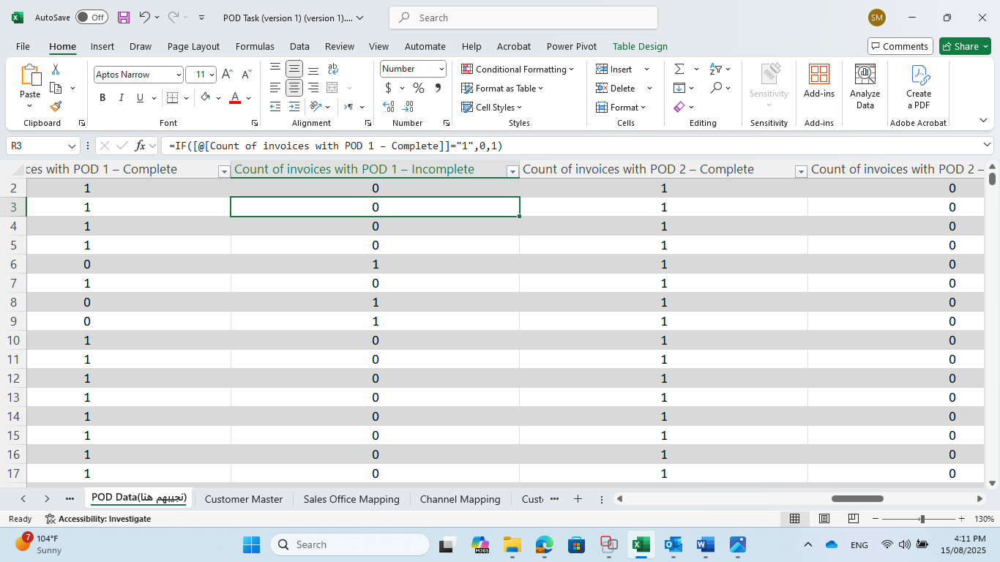 AutoSave Off POD Task (version 1) (version 1).... Search SM
File Home Insert Draw Page Layout Formulas Data Review View Automate Help Acrobat Power Pivot Table Design Comments Share
Paste
Clipboard
Aptos Narrow 11
B I U A
Font
ab
Alignment
Number
$ % 9
Number
Conditional Formatting
Format as Table
Cell Styles
Styles
Insert
Delete
Format
Cells
Editing
Sensitivity
Sensitivity
Add-ins
Add-ins
Analyze
Data
Create
a PDF
Adobe Acrobat
R3 fx =IF([@[Count of invoices with POD 1 – Complete]]="1",0,1)
ces with POD 1 – Complete Count of invoices with POD 1 – Incomplete Count of invoices with POD 2 – Complete Count of invoices with POD 2 –
2 1 0 1 0
3 1 0 1 0
4 1 0 1 0
5 1 0 1 0
6 0 1 1 0
7 1 0 1 0
8 0 1 1 0
9 0 1 1 0
10 1 0 1 0
11 1 0 1 0
12 1 0 1 0
13 1 0 1 0
14 1 0 1 0
15 1 0 1 0
16 1 0 1 0
17 1 0 1 0
POD Data(نجيبهم هنا) Customer Master Sales Office Mapping Channel Mapping Custo
Ready Accessibility: Investigate 130%
7 104°F
Sunny
Search
M365
ENG
4:11 PM
15/08/2025